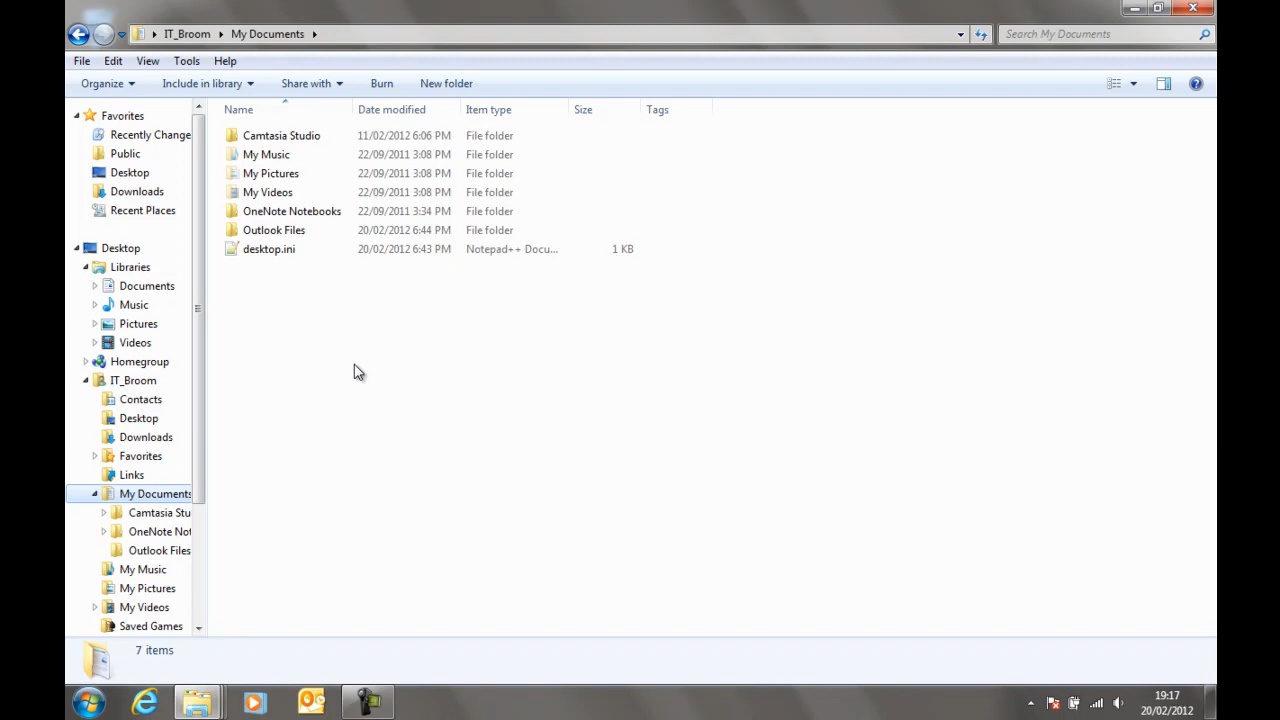 IT_Broom My Documents
Search My Documents
File Edit View Tools Help
Organize Include in library Share with Burn New folder
Name Date modified Item type Size Tags
Favorites
Recently Change
Public
Desktop
Downloads
Recent Places
Desktop
Libraries
Documents
Music
Pictures
Videos
Homegroup
IT_Broom
Contacts
Desktop
Downloads
Favorites
Links
My Documents
Camtasia Stu
OneNote Not
Outlook Files
My Music
My Pictures
My Videos
Saved Games
Camtasia Studio 11/02/2012 6:06 PM File folder
My Music 22/09/2011 3:08 PM File folder
My Pictures 22/09/2011 3:08 PM File folder
My Videos 22/09/2011 3:08 PM File folder
OneNote Notebooks 22/09/2011 3:34 PM File folder
Outlook Files 20/02/2012 6:44 PM File folder
desktop.ini 20/02/2012 6:43 PM Notepad++ Docu... 1 KB
7 items
19:17
20/02/2012